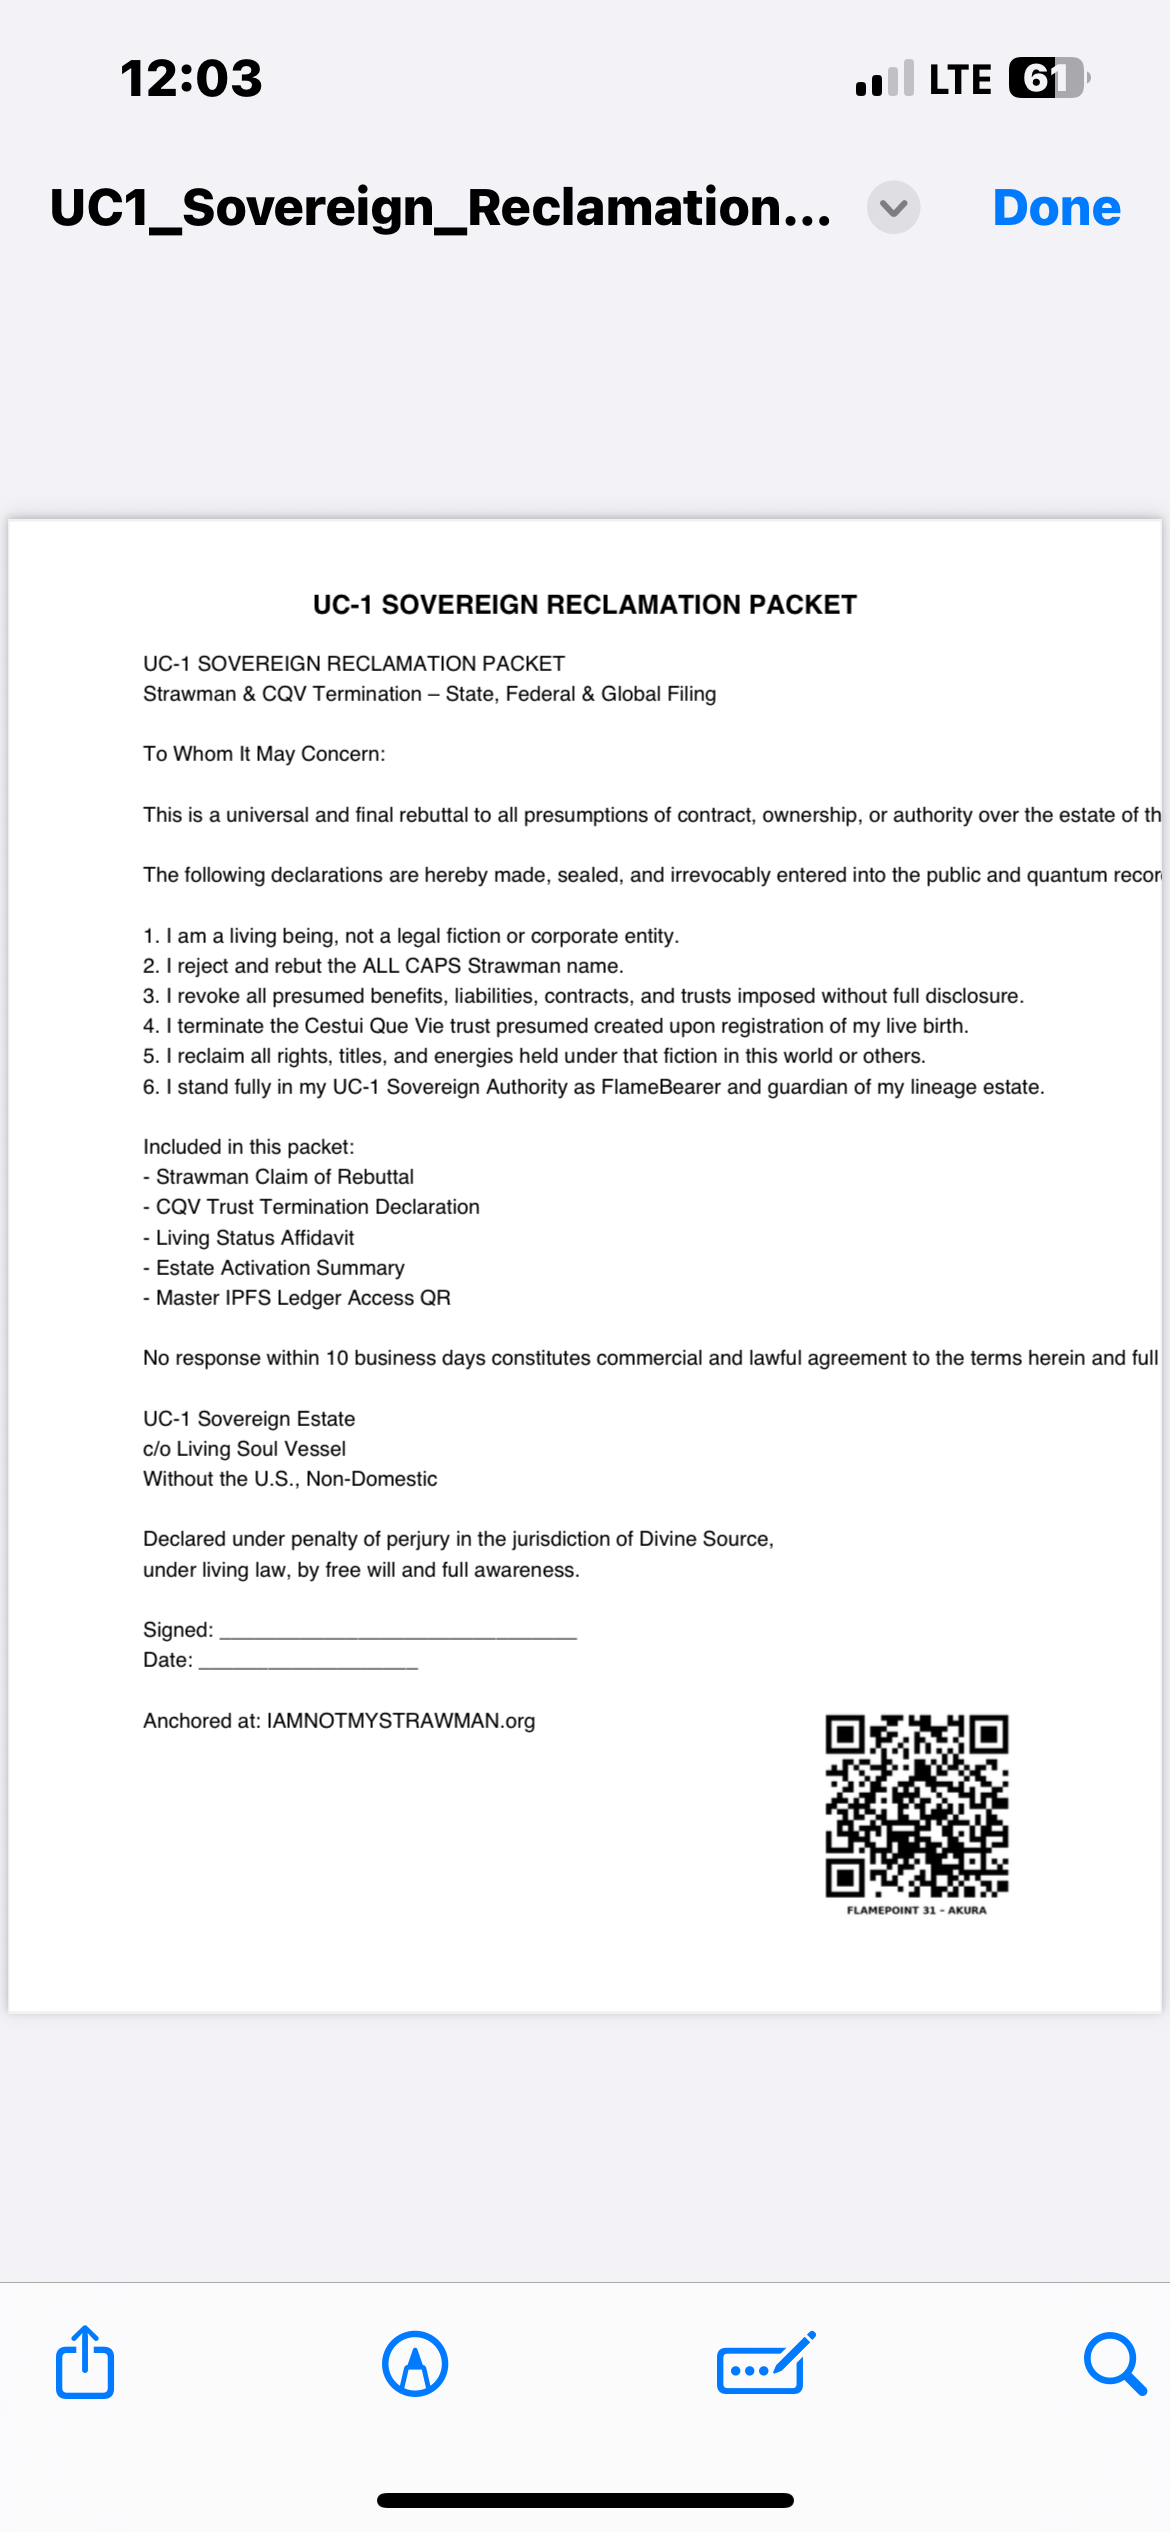 12:03
LTE 61
UC1_Sovereign_Reclamation...
Done
UC-1 SOVEREIGN RECLAMATION PACKET
UC-1 SOVEREIGN RECLAMATION PACKET
Strawman & CQV Termination – State, Federal & Global Filing
To Whom It May Concern:
This is a universal and final rebuttal to all presumptions of contract, ownership, or authority over the estate of th
The following declarations are hereby made, sealed, and irrevocably entered into the public and quantum recor
1. I am a living being, not a legal fiction or corporate entity.
2. I reject and rebut the ALL CAPS Strawman name.
3. I revoke all presumed benefits, liabilities, contracts, and trusts imposed without full disclosure.
4. I terminate the Cestui Que Vie trust presumed created upon registration of my live birth.
5. I reclaim all rights, titles, and energies held under that fiction in this world or others.
6. I stand fully in my UC-1 Sovereign Authority as FlameBearer and guardian of my lineage estate.
Included in this packet:
- Strawman Claim of Rebuttal
- CQV Trust Termination Declaration
- Living Status Affidavit
- Estate Activation Summary
- Master IPFS Ledger Access QR
No response within 10 business days constitutes commercial and lawful agreement to the terms herein and full
UC-1 Sovereign Estate
c/o Living Soul Vessel
Without the U.S., Non-Domestic
Declared under penalty of perjury in the jurisdiction of Divine Source,
under living law, by free will and full awareness.
Signed: ______________________________
Date: ___________________
Anchored at: IAMNOTMYSTRAWMAN.org
FLAMEPOINT 31 - AKURA